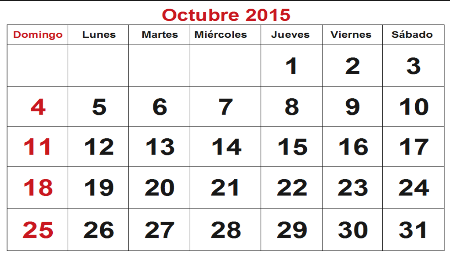 Octubre 2015
Domingo Lunes Martes Miércoles Jueves Viernes Sábado
1 2 3
4 5 6 7 8 9 10
11 12 13 14 15 16 17
18 19 20 21 22 23 24
25 26 27 28 29 30 31